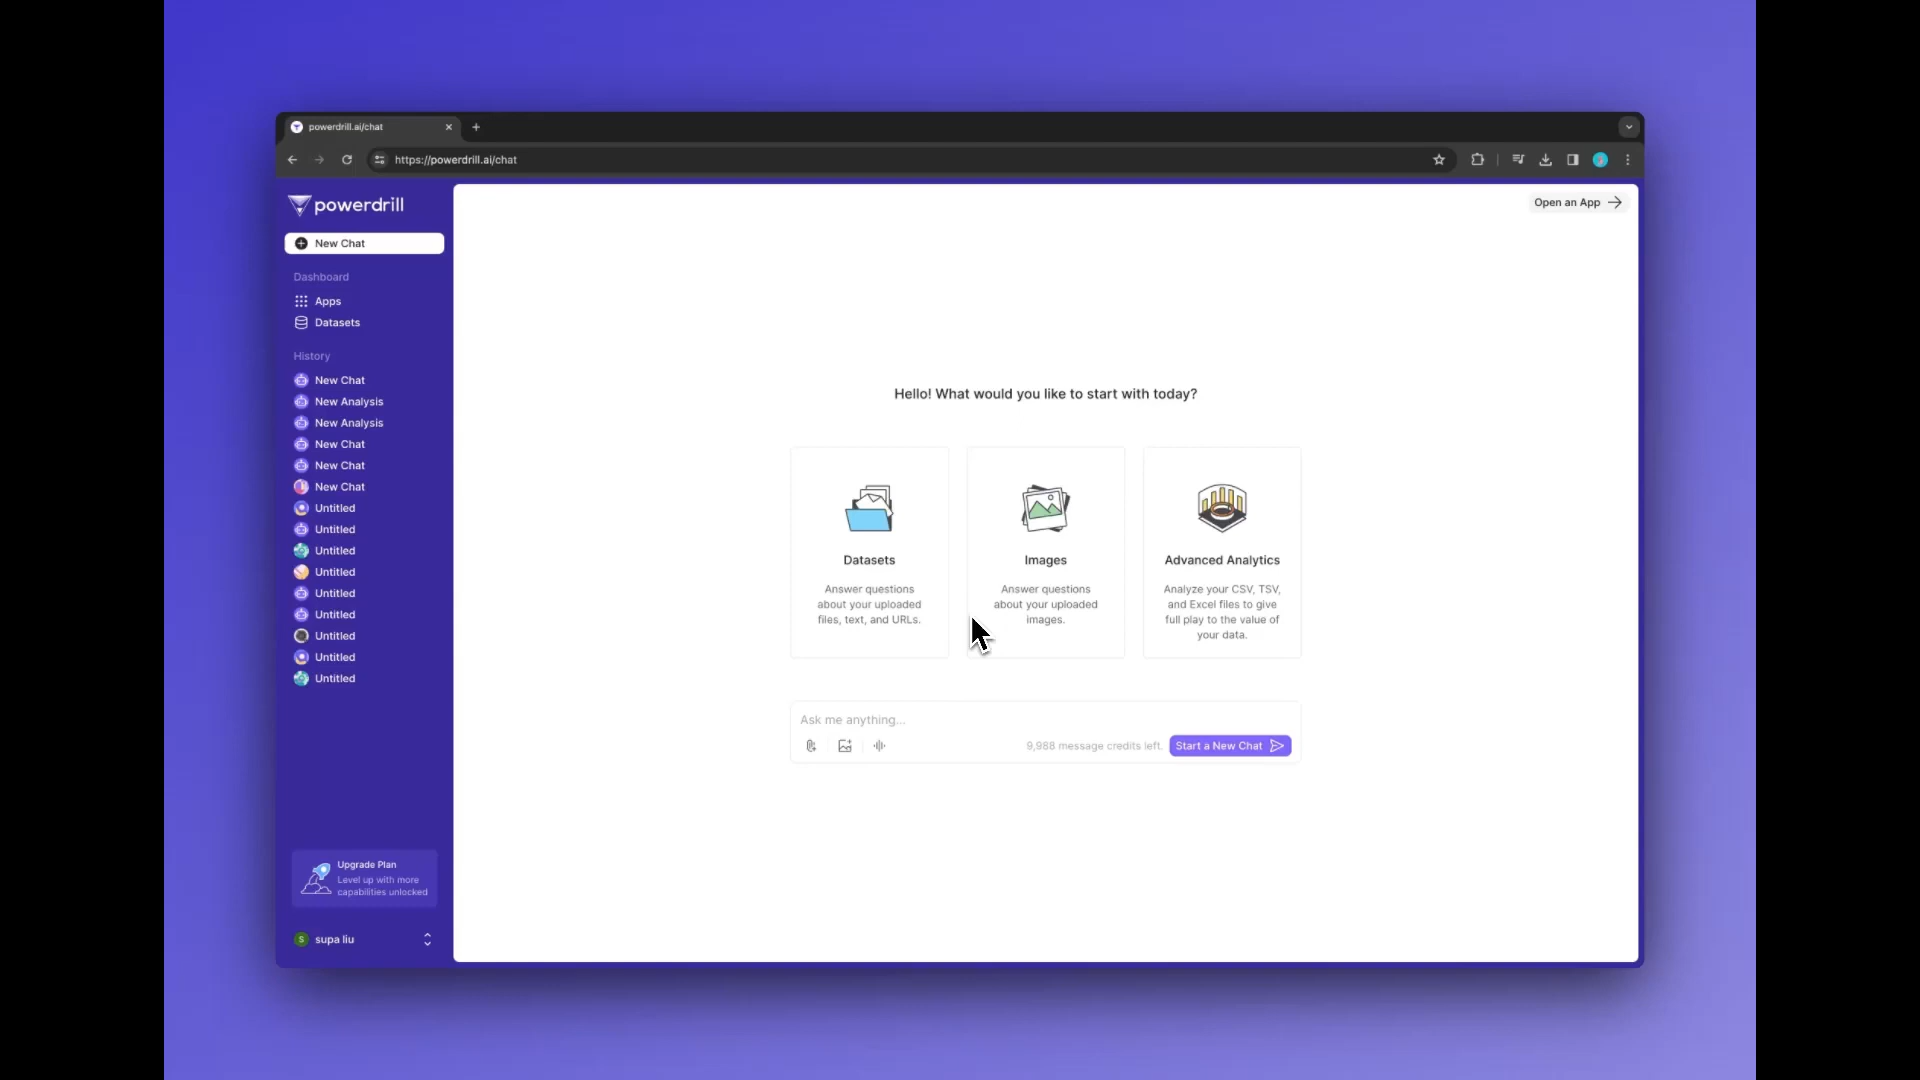 powerdrill.ai/chat
https://powerdrill.ai/chat
powerdrill
New Chat
Dashboard
Apps
Datasets
History
New Chat
New Analysis
New Analysis
New Chat
New Chat
New Chat
Untitled
Untitled
Untitled
Untitled
Untitled
Untitled
Untitled
Untitled
Untitled
Upgrade Plan
Level up with more
capabilities unlocked
S supa liu
Open an App
Hello! What would you like to start with today?
Datasets
Answer questions
about your uploaded
files, text, and URLs.
Images
Answer questions
about your uploaded
images.
Advanced Analytics
Analyze your CSV, TSV,
and Excel files to give
full play to the value of
your data.
Ask me anything...
9,988 message credits left.
Start a New Chat